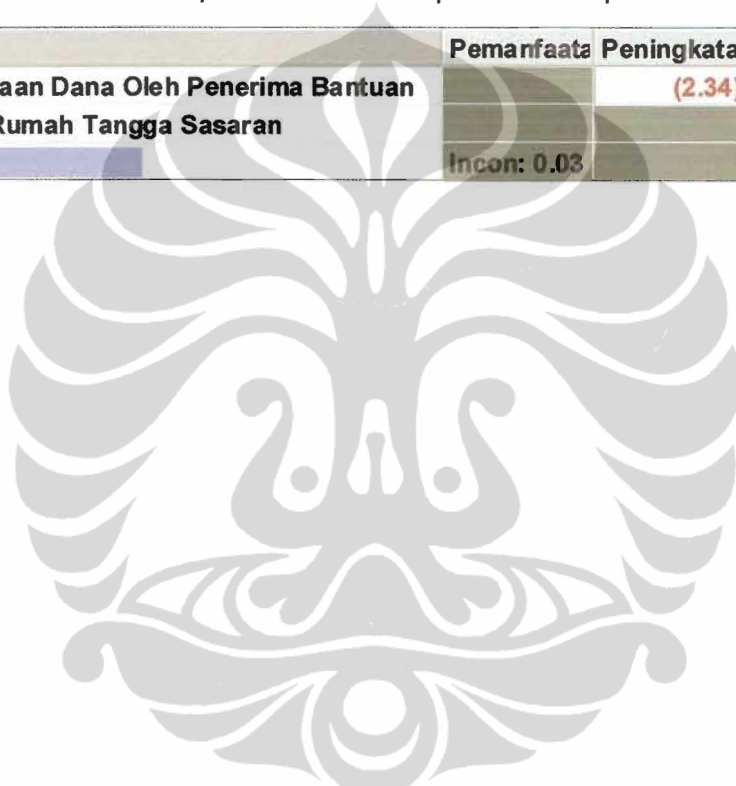 Pemanfaata Peningkata
aan Dana Oleh Penerima Bantuan (2.34)
Rumah Tangga Sasaran
Incon: 0.03